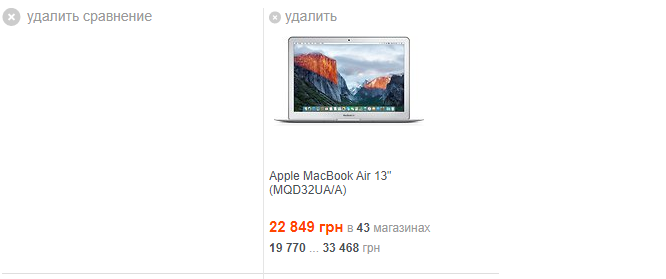 удалить сравнение
удалить
Apple MacBook Air 13"
(MQD32UA/A)
22 849 грн в 43 магазинах
19 770 ... 33 468 грн